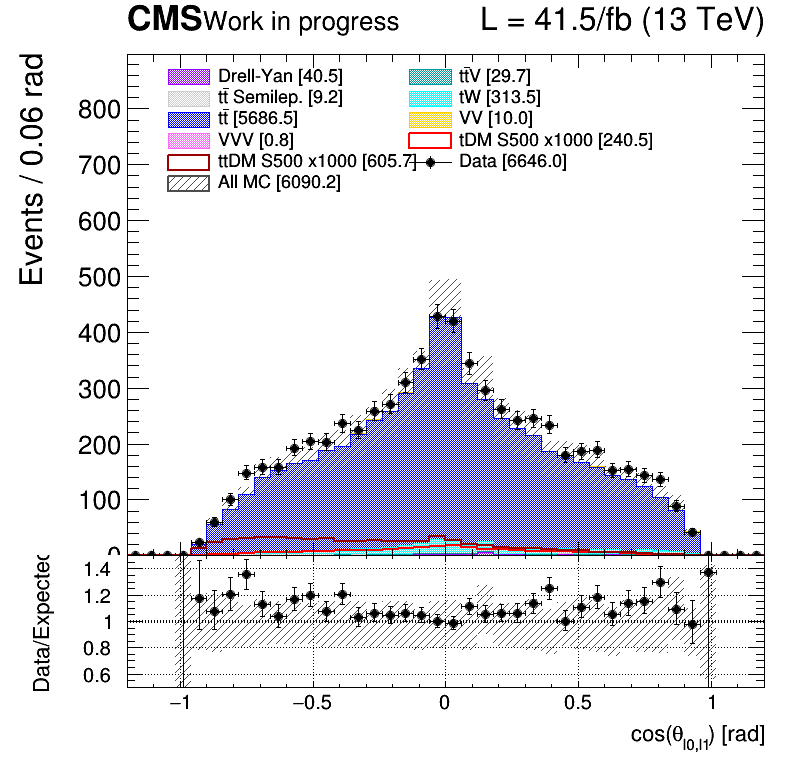 CMS Work in progress L = 41.5/fb (13 TeV)
Drell-Yan [40.5] tt̄V [29.7]
tt̄ Semilep. [9.2] tW [313.5]
tt̄ [5686.5] VV [10.0]
VVV [0.8] tDM S500 x1000 [240.5]
ttDM S500 x1000 [605.7] Data [6646.0]
All MC [6090.2]
Events / 0.06 rad
800
700
600
500
400
300
200
100
0
Data/Expected
1.4
1.2
1
0.8
0.6
−1 −0.5 0 0.5 1
cos(θl0,l1) [rad]